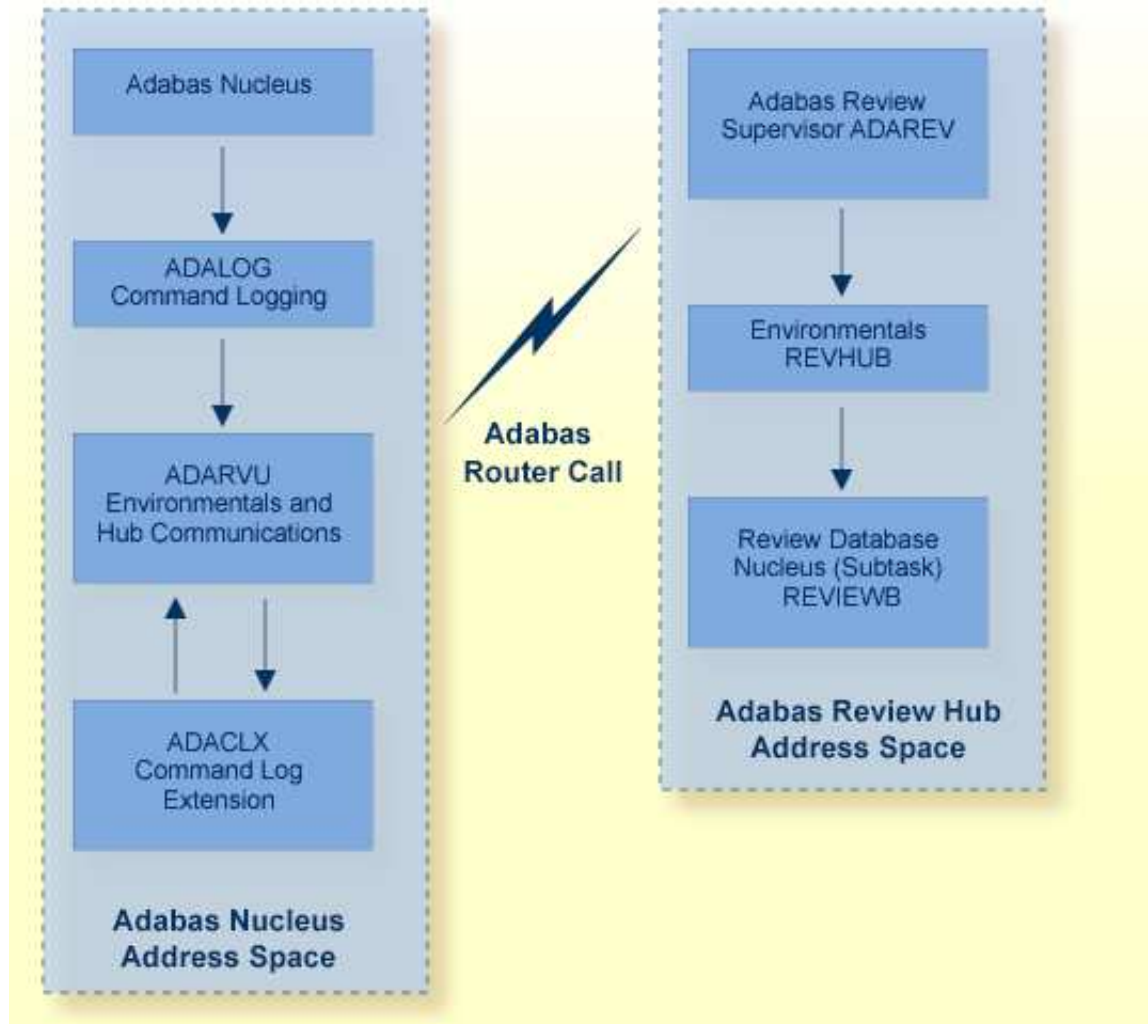 Adabas Nucleus
ADALOG
Command Logging
ADARVU
Environmentals and
Hub Communications
ADACLX
Command Log
Extension
Adabas Nucleus
Address Space
Adabas
Router Call
Adabas Review
Supervisor ADAREV
Environmentals
REVHUB
Review Database
Nucleus (Subtask)
REVIEWB
Adabas Review Hub
Address Space